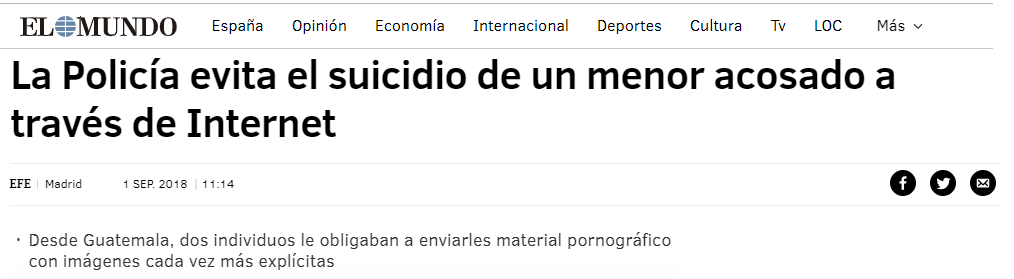 EL MUNDO España Opinión Economía Internacional Deportes Cultura Tv LOC Más
La Policía evita el suicidio de un menor acosado a
través de Internet
EFE Madrid 1 SEP. 2018 11:14
· Desde Guatemala, dos individuos le obligaban a enviarles material pornográfico
con imágenes cada vez más explícitas